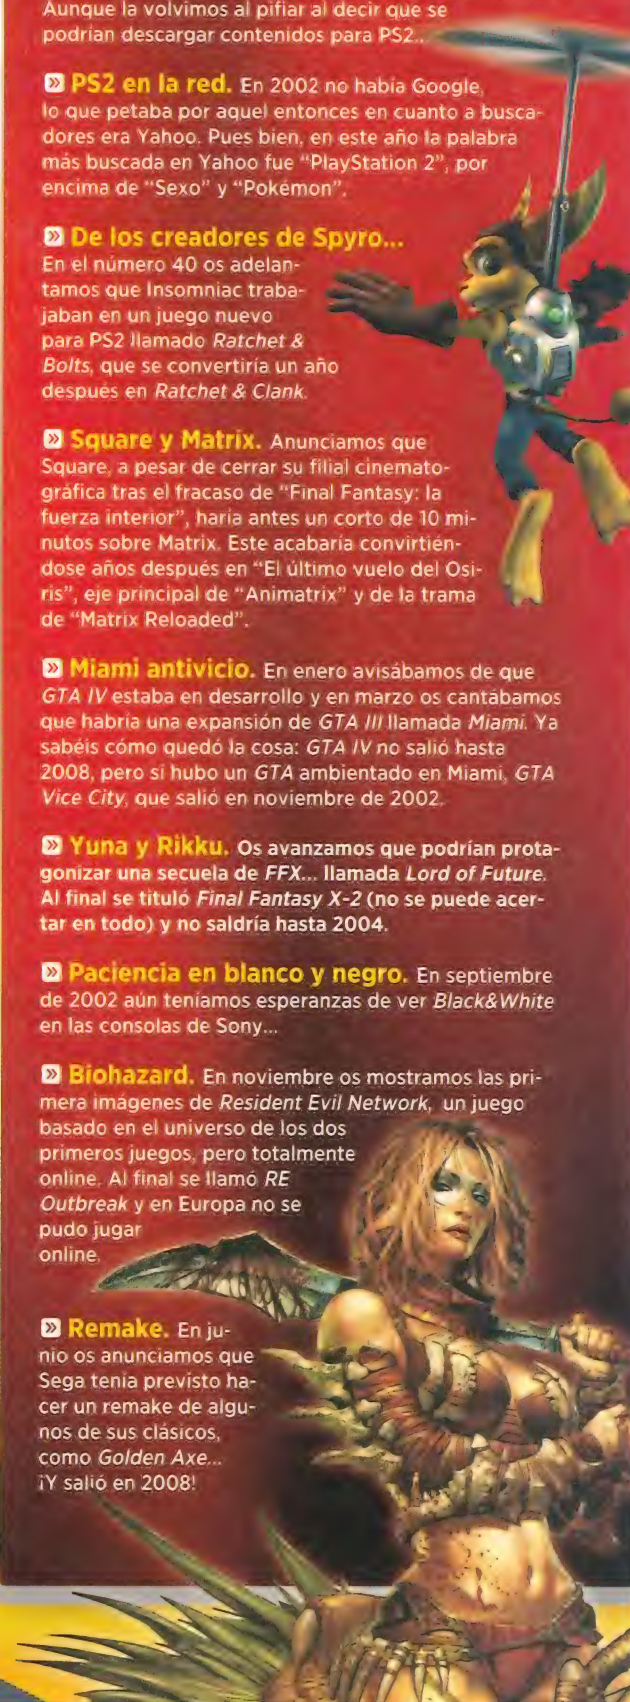 Aunque la volvimos al pifiar al decir que se
podrían descargar contenidos para PS2...
» PS2 en la red. En 2002 no había Google,
lo que petaba por aquel entonces en cuanto a busca-
dores era Yahoo. Pues bien, en este año la palabra
más buscada en Yahoo fue “PlayStation 2”, por
encima de “Sexo” y “Pokémon”.
» De los creadores de Spyro...
En el número 40 os adelan-
tamos que Insomniac traba-
jaban en un juego nuevo
para PS2 llamado Ratchet &
Bolts, que se convertiría un año
después en Ratchet & Clank.
» Square y Matrix. Anunciamos que
Square, a pesar de cerrar su filial cinemato-
gráfica tras el fracaso de “Final Fantasy: la
fuerza interior”, haría antes un corto de 10 mi-
nutos sobre Matrix. Este acabaría convirtién-
dose años después en “El último vuelo del Osi-
ris”, eje principal de “Animatrix” y de la trama
de “Matrix Reloaded”.
» Miami antivicio. En enero avisábamos de que
GTA IV estaba en desarrollo y en marzo os cantábamos
que habría una expansión de GTA III llamada Miami. Ya
sabéis cómo quedó la cosa: GTA IV no salió hasta
2008, pero sí hubo un GTA ambientado en Miami, GTA
Vice City, que salió en noviembre de 2002.
» Yuna y Rikku. Os avanzamos que podrían prota-
gonizar una secuela de FFX... llamada Lord of Future.
Al final se tituló Final Fantasy X-2 (no se puede acer-
tar en todo) y no saldría hasta 2004.
» Paciencia en blanco y negro. En septiembre
de 2002 aún teníamos esperanzas de ver Black&White
en las consolas de Sony...
» Biohazard. En noviembre os mostramos las pri-
mera imágenes de Resident Evil Network, un juego
basado en el universo de los dos
primeros juegos, pero totalmente
online. Al final se llamó RE
Outbreak y en Europa no se
pudo jugar
online.
» Remake. En ju-
nio os anunciamos que
Sega tenía previsto ha-
cer un remake de algu-
nos de sus clásicos,
como Golden Axe...
¡Y salió en 2008!